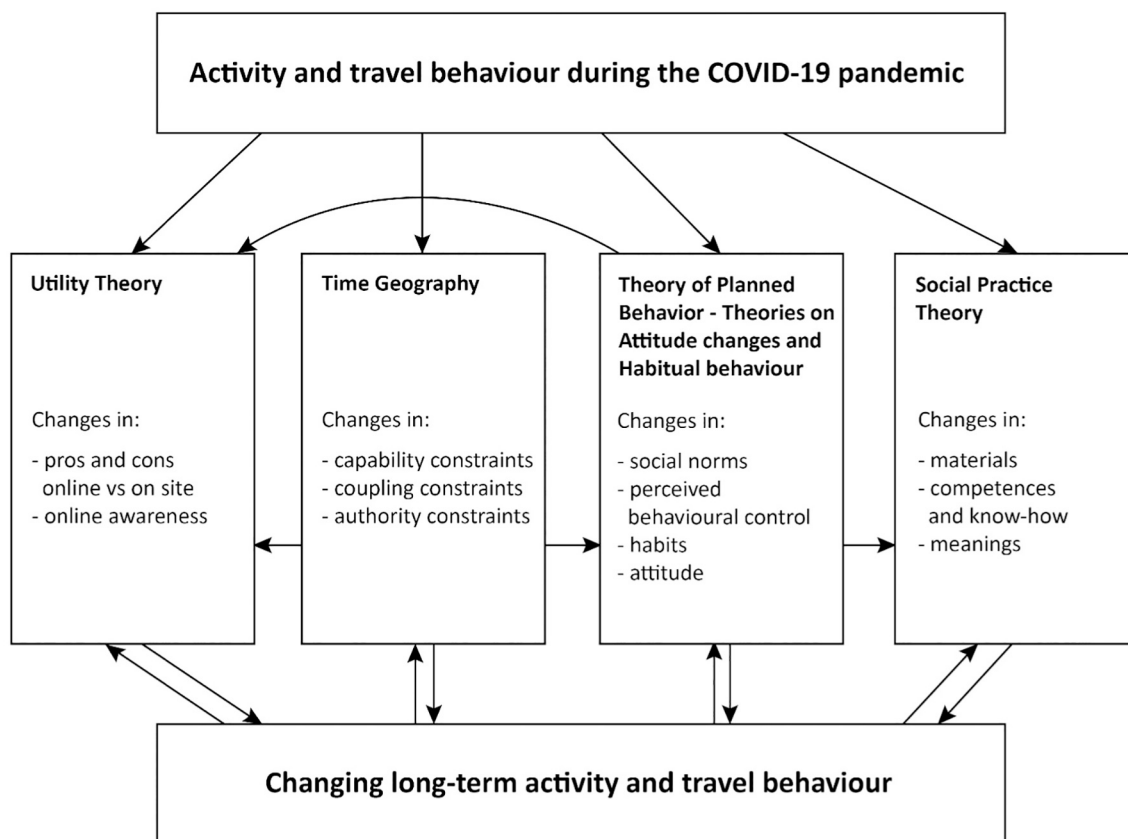 Activity and travel behaviour during the COVID-19 pandemic
Utility Theory
Changes in:
- pros and cons
online vs on site
- online awareness
Time Geography
Changes in:
- capability constraints
- coupling constraints
- authority constraints
Theory of Planned
Behavior - Theories on
Attitude changes and
Habitual behaviour
Changes in:
- social norms
- perceived
behavioural control
- habits
- attitude
Social Practice
Theory
Changes in:
- materials
- competences
and know-how
- meanings
Changing long-term activity and travel behaviour